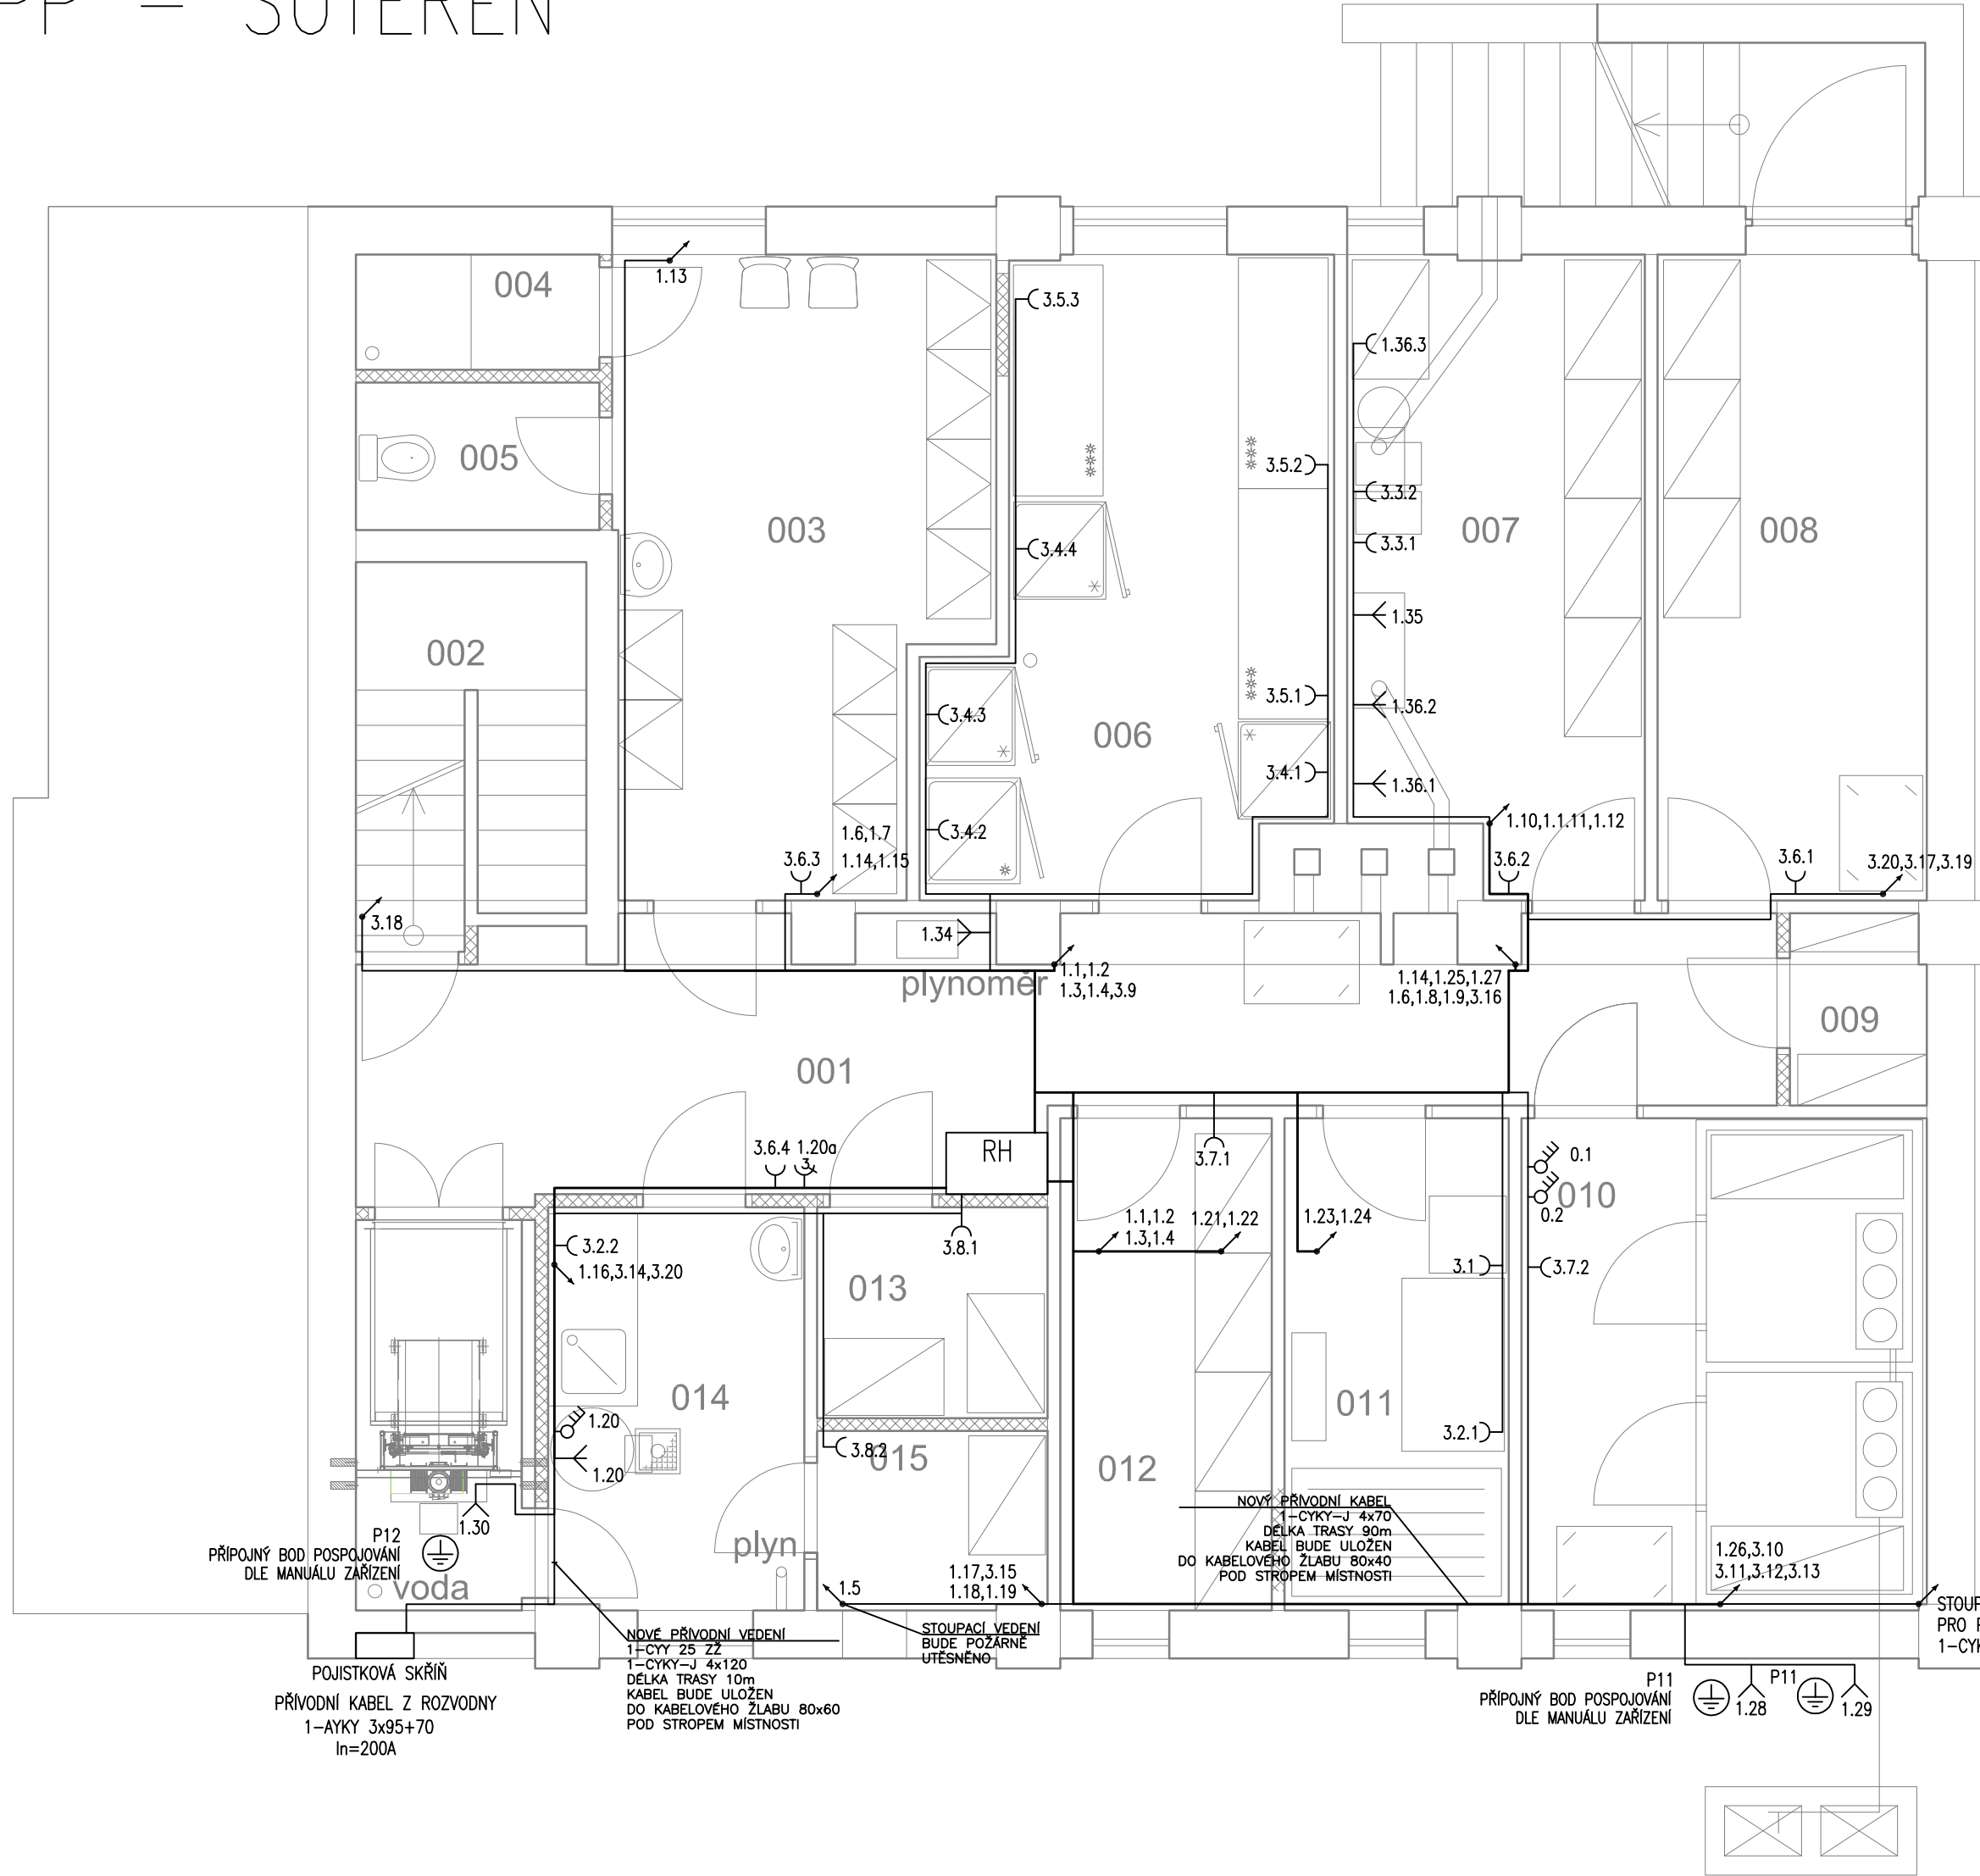 PP – SUTERÉN
004
1.13
3.5.3
1.36.3
005
3.5.2
003
3.3.2
007
008
3.4.4
3.3.1
002
1.35
3.5.1
1.36.2
3.4.3
006
3.4.1
1.36.1
1.6,1.7
3.4.2
1.10,1.1.11,1.12
3.6.3
1.14,1.15
3.6.2
3.6.1
3.20,3.17,3.19
3.18
1.34
plynoměr
1.1,1.2
1.3,1.4,3.9
1.14,1.25,1.27
1.6,1.8,1.9,3.16
009
001
RH
3.6.4 1.20a
3.7.1
0.1
010
0.2
3.2.2
3.8.1
1.1,1.2
1.3,1.4
1.21,1.22
1.23,1.24
1.16,3.14,3.20
3.1
3.7.2
013
014
011
1.20
3.8.2
015
3.2.1
1.20
012
1.30
P12
PŘÍPOJNÝ BOD POSPOJOVÁNÍ
DLE MANUÁLU ZAŘÍZENÍ
voda
plyn
NOVÝ PŘÍVODNÍ KABEL
1-CYKY-J 4x70
DÉLKA TRASY 90m
KABEL BUDE ULOŽEN
DO KABELOVÉHO ŽLABU 80x40
POD STROPEM MÍSTNOSTI
1.5
1.17,3.15
1.18,1.19
1.26,3.10
3.11,3.12,3.13
STOUPACÍ VEDENÍ
BUDE POŽÁRNĚ
UTĚSNĚNO
NOVÉ PŘÍVODNÍ VEDENÍ
1-CYY 25 ZŽ
1-CYKY-J 4x120
DÉLKA TRASY 10m
KABEL BUDE ULOŽEN
DO KABELOVÉHO ŽLABU 80x60
POD STROPEM MÍSTNOSTI
POJISTKOVÁ SKŘÍŇ
PŘÍVODNÍ KABEL Z ROZVODNY
1-AYKY 3x95+70
In=200A
P11
PŘÍPOJNÝ BOD POSPOJOVÁNÍ
DLE MANUÁLU ZAŘÍZENÍ
1.28
P11
1.29
STOUP
PRO
1-CYK